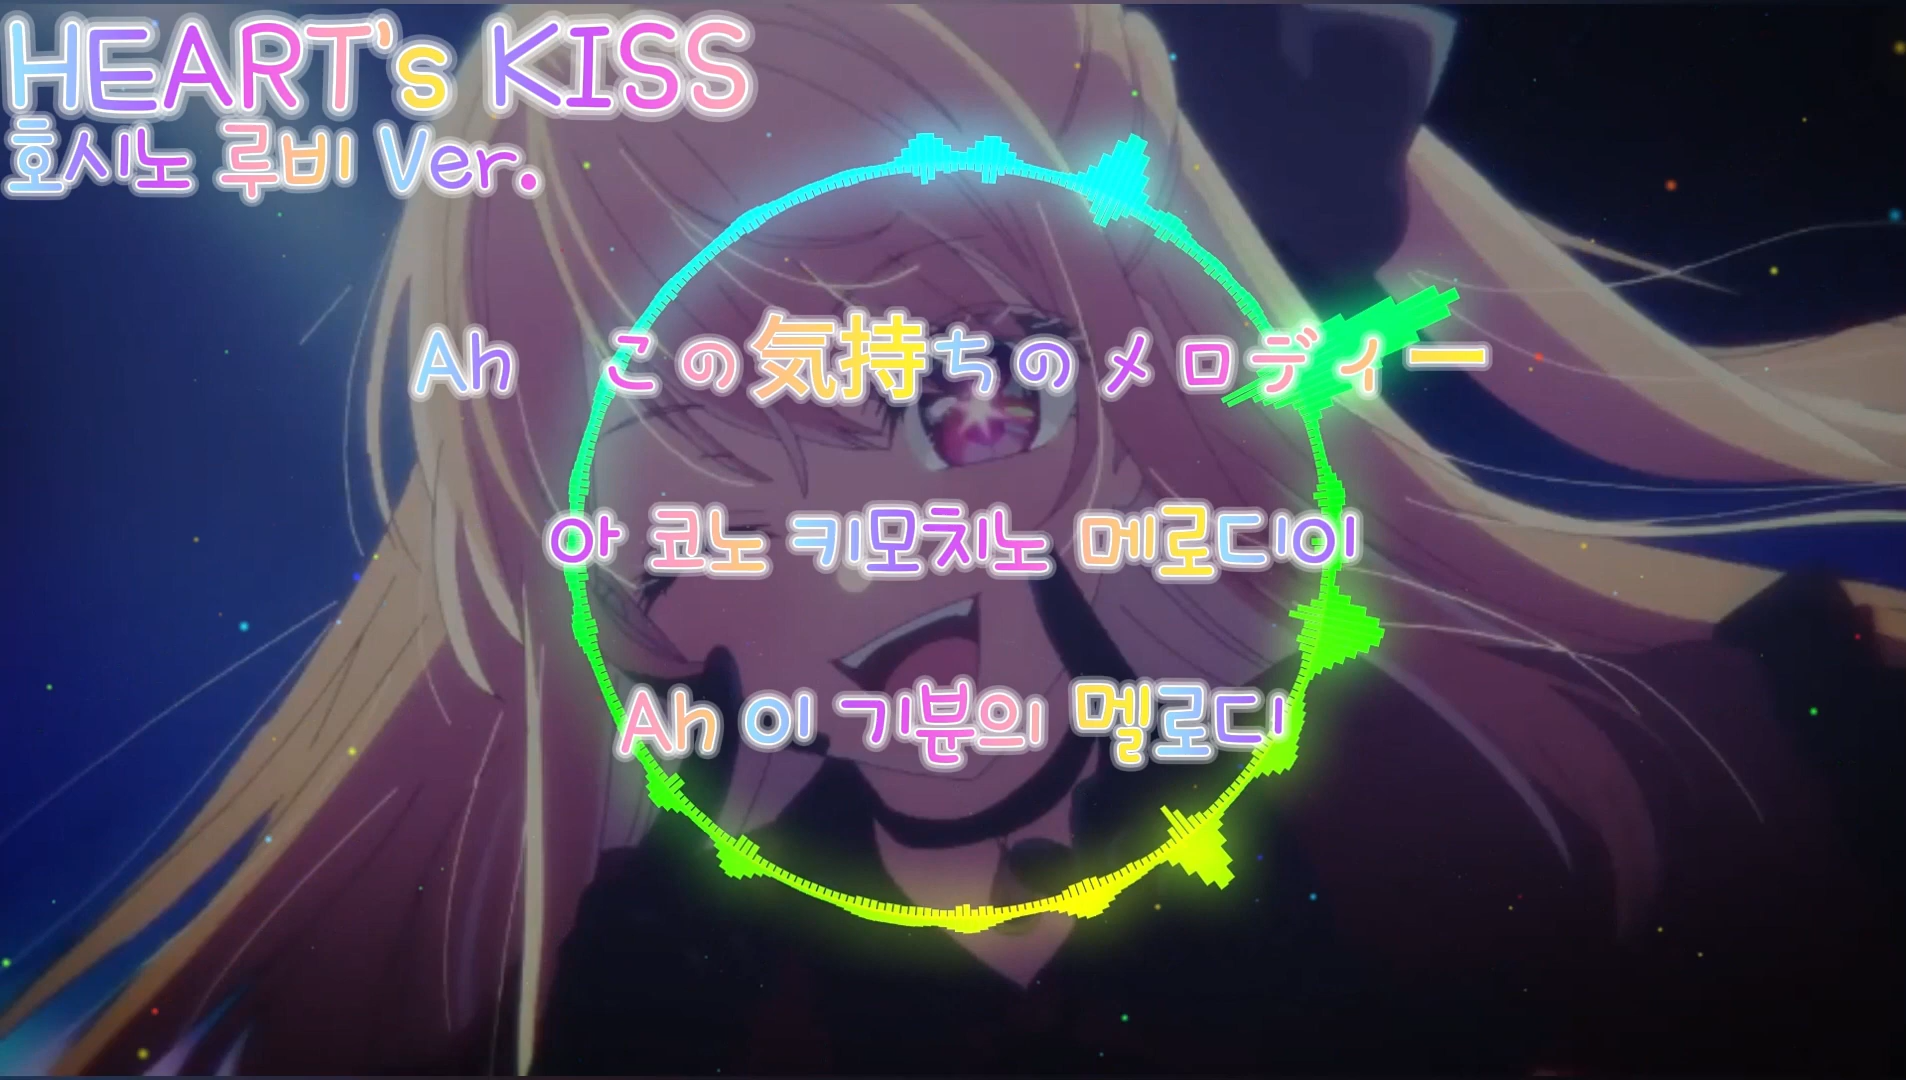 HEART's KISS
호시노 루비 Ver.
Ah この気持ちのメロディー
아 코노 키모치노 메로디이
Ah 이 기분의 멜로디